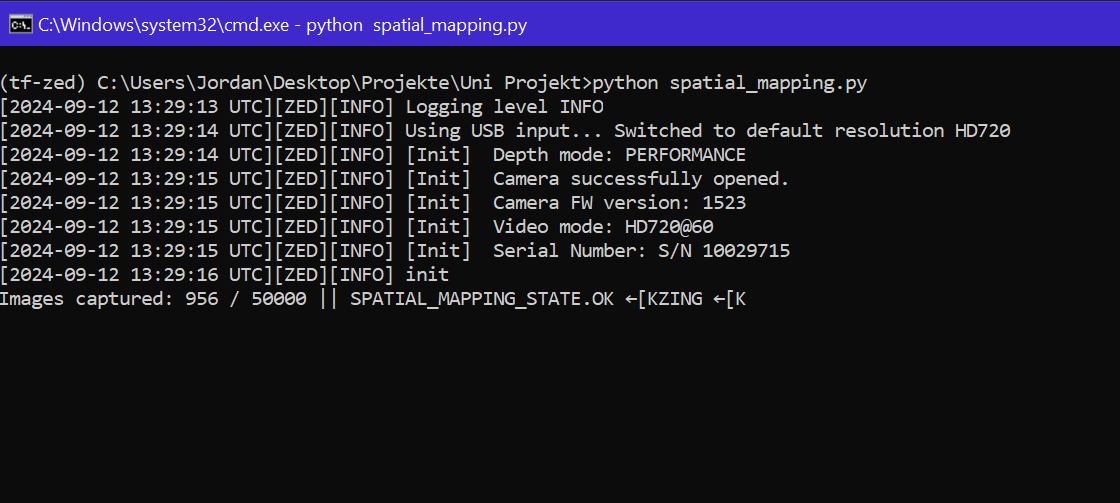 C:\Windows\system32\cmd.exe - python  spatial_mapping.py
(tf-zed) C:\Users\Jordan\Desktop\Projekte\Uni Projekt>python spatial_mapping.py
[2024-09-12 13:29:13 UTC][ZED][INFO] Logging level INFO
[2024-09-12 13:29:14 UTC][ZED][INFO] Using USB input... Switched to default resolution HD720
[2024-09-12 13:29:14 UTC][ZED][INFO] [Init]  Depth mode: PERFORMANCE
[2024-09-12 13:29:15 UTC][ZED][INFO] [Init]  Camera successfully opened.
[2024-09-12 13:29:15 UTC][ZED][INFO] [Init]  Camera FW version: 1523
[2024-09-12 13:29:15 UTC][ZED][INFO] [Init]  Video mode: HD720@60
[2024-09-12 13:29:15 UTC][ZED][INFO] [Init]  Serial Number: S/N 10029715
[2024-09-12 13:29:16 UTC][ZED][INFO] init
Images captured: 956 / 50000 || SPATIAL_MAPPING_STATE.OK ←[KZING ←[K